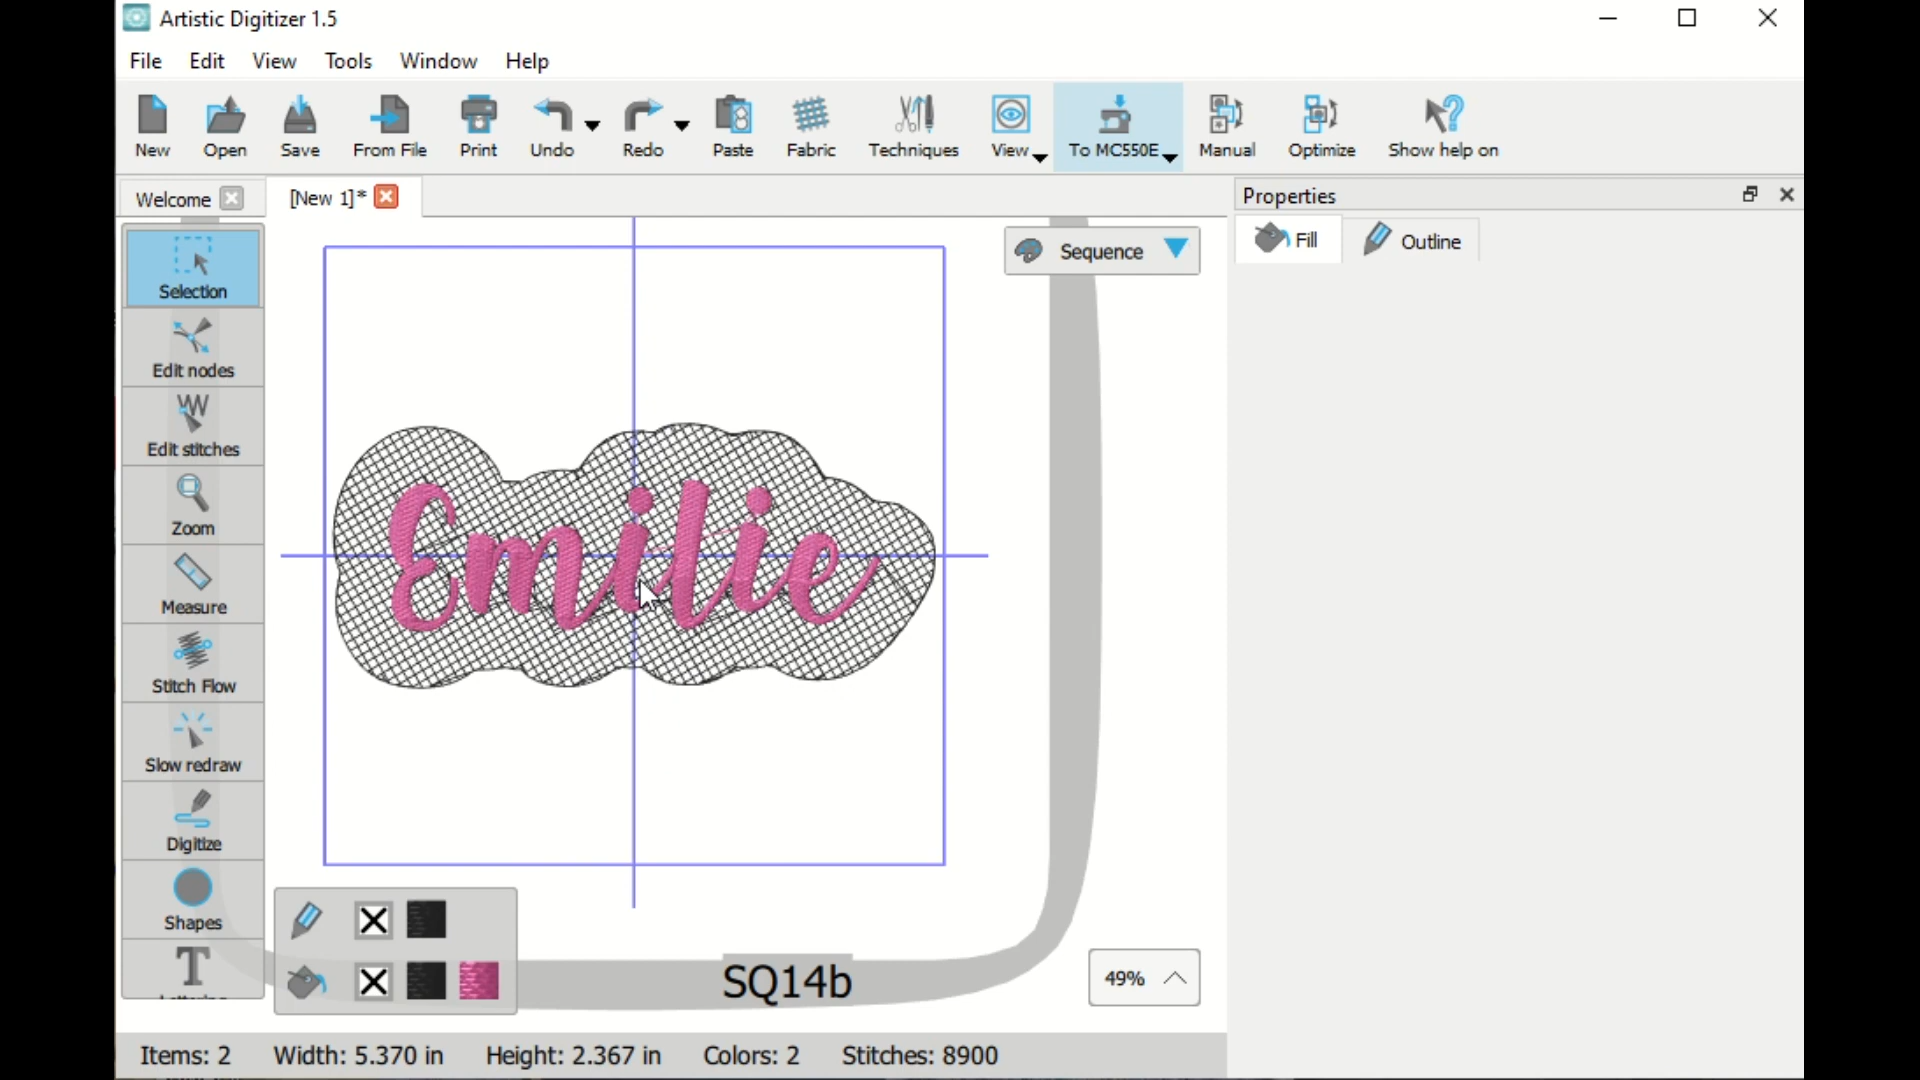 Artistic Digitizer 1.5
File Edit View Tools Window Help
New Open Save From File Print Undo Redo Paste Fabric Techniques View To MC550E Manual Optimize Show help on
Welcome [New 1]*
Properties
Fill Outline
Sequence
Selection
Edit nodes
Edit stitches
Zoom
Measure
Stitch Flow
Slow redraw
Digitize
Shapes
Emilie
SQ14b
49%
Items: 2 Width: 5.370 in Height: 2.367 in Colors: 2 Stitches: 8900